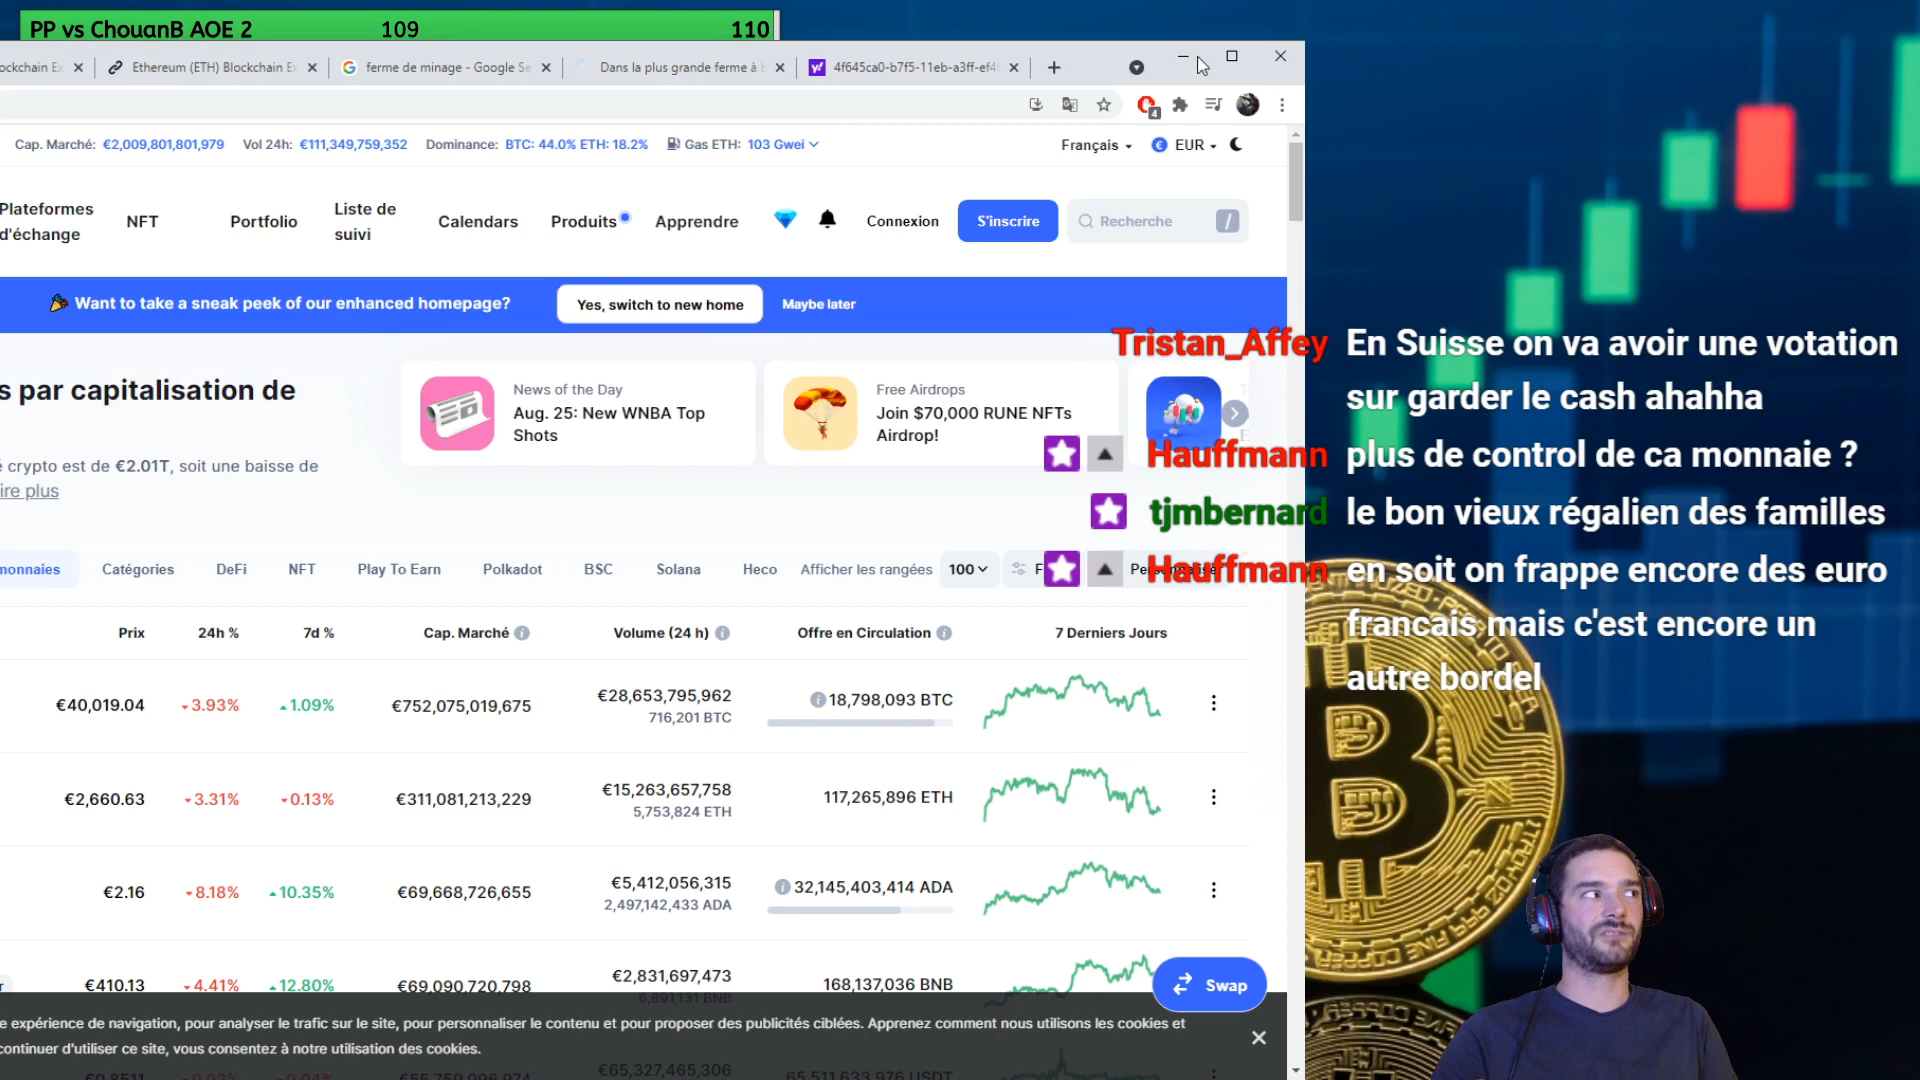 PP vs ChouanB AOE 2 109 110
ockchain Ex Ethereum (ETH) Blockchain Ex ferme de minage - Google Se Dans la plus grande ferme à b 4f645ca0-b7f5-11eb-a3ff-ef4
4
Cap. Marché: €2,009,801,801,979 Vol 24h: €111,349,759,352 Dominance: BTC: 44.0% ETH: 18.2% Gas ETH: 103 Gwei Français EUR
Plateformes d'échange
NFT Portfolio
Liste de suivi
Calendars Produits Apprendre Connexion S'inscrire Recherche /
Want to take a sneak peek of our enhanced homepage? Yes, switch to new home Maybe later
s par capitalisation de
é crypto est de €2.01T, soit une baisse de
ire plus
News of the Day
Aug. 25: New WNBA Top
Shots
Free Airdrops
Join $70,000 RUNE NFTs
Airdrop!
Tristan_Affey En Suisse on va avoir une votation
sur garder le cash ahahha
Hauffmann plus de control de ca monnaie ?
tjmbernard le bon vieux régalien des familles
Hauffmann en soit on frappe encore des euro
francais mais c'est encore un
autre bordel
monnaies Catégories DeFi NFT Play To Earn Polkadot BSC Solana Heco Afficher les rangées 100
Prix 24h % 7d % Cap. Marché Volume (24 h) Offre en Circulation 7 Derniers Jours
€40,019.04 3.93% 1.09% €752,075,019,675 €28,653,795,962 18,798,093 BTC
716,201 BTC
€2,660.63 3.31% 0.13% €311,081,213,229 €15,263,657,758 117,265,896 ETH
5,753,824 ETH
€2.16 8.18% 10.35% €69,668,726,655 €5,412,056,315 32,145,403,414 ADA
2,497,142,433 ADA
€410.13 4.41% 12.80% €69,090,720,798 €2,831,697,473 168,137,036 BNB
6,891,131 BNB
Swap
e expérience de navigation, pour analyser le trafic sur le site, pour personnaliser le contenu et pour proposer des publicités ciblées. Apprenez comment nous utilisons les cookies et
continuer d'utiliser ce site, vous consentez à notre utilisation des cookies.
€65,327,465,306